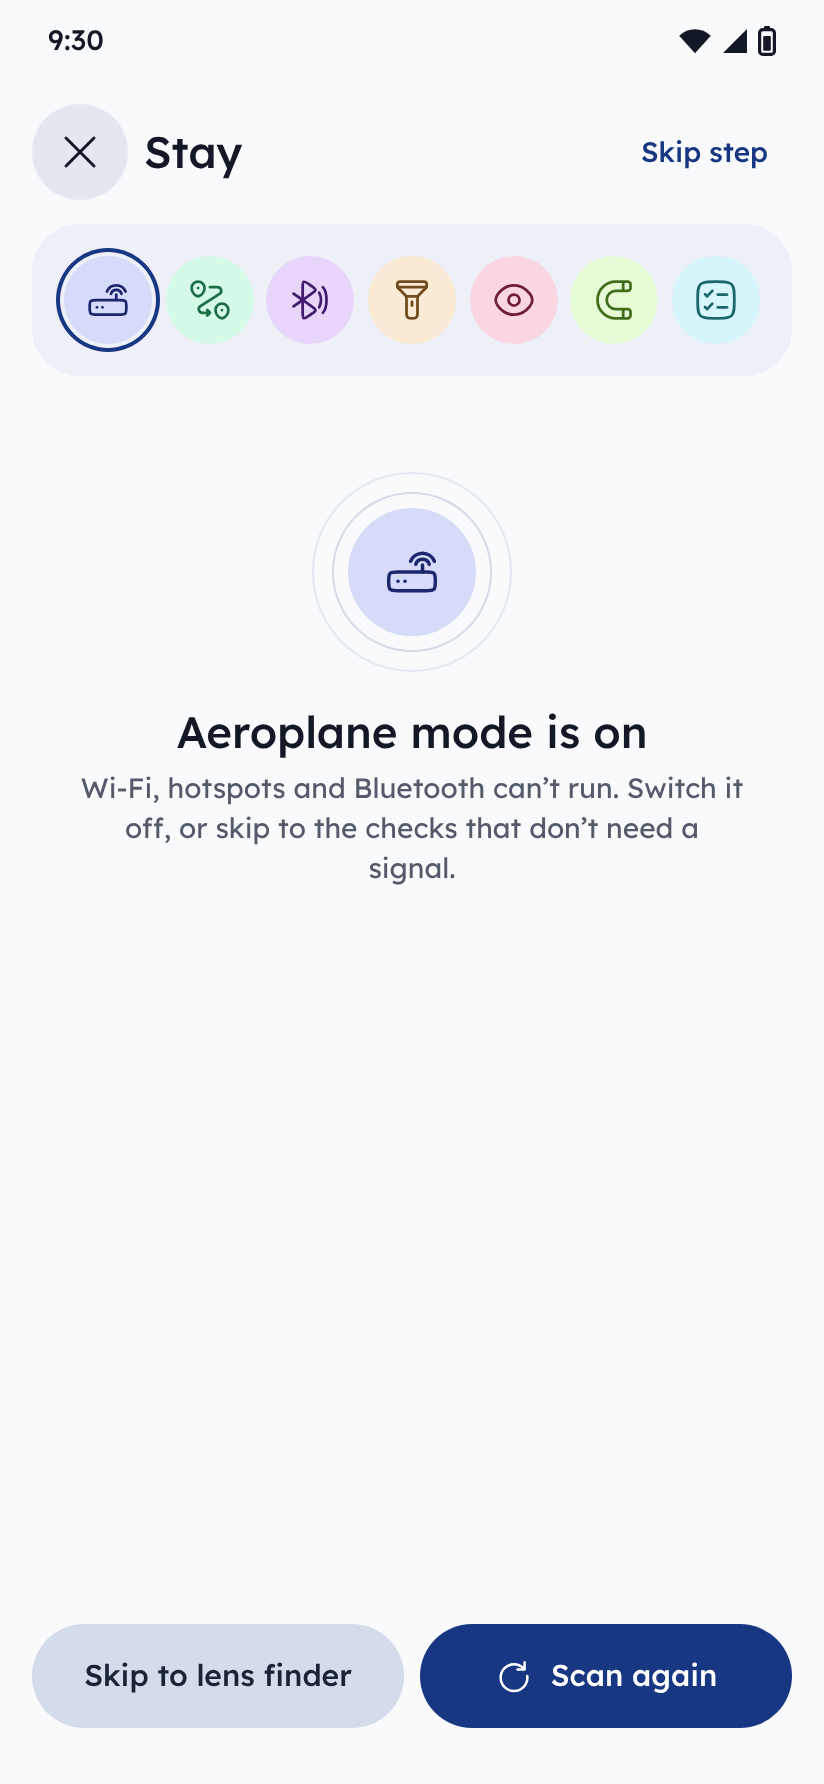 9:30
Stay
Skip step
Aeroplane mode is on
Wi-Fi, hotspots and Bluetooth can’t run. Switch it
off, or skip to the checks that don’t need a
signal.
Skip to lens finder
Scan again